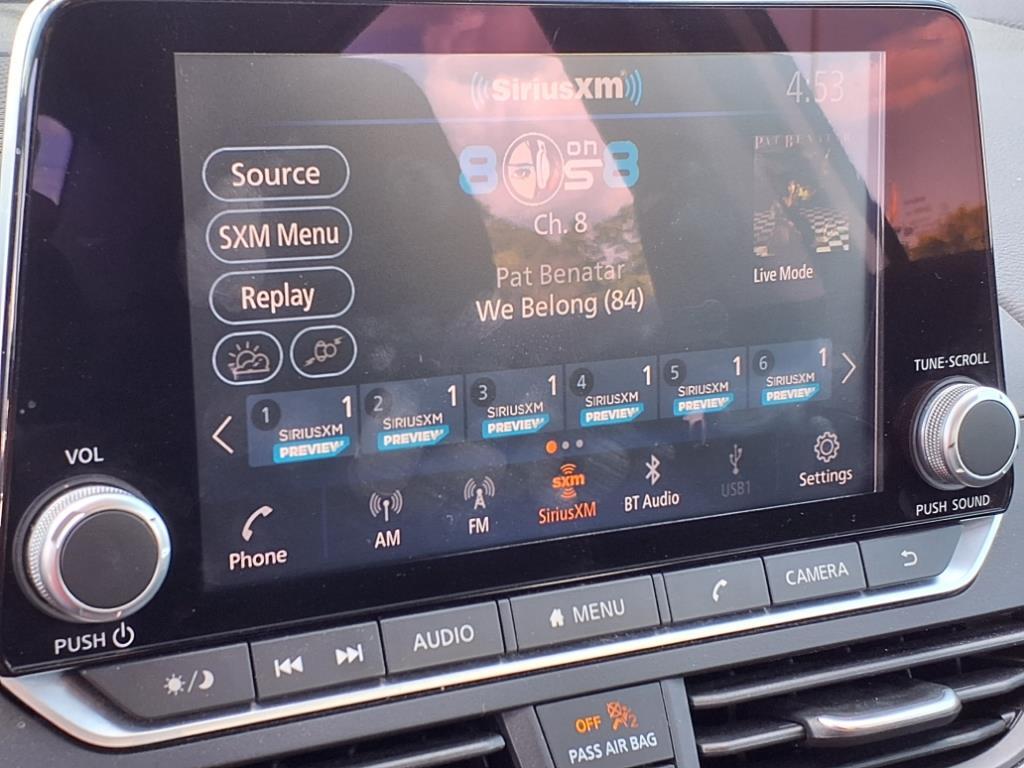 SiriusXM
4:53
8 on 8
Source
SXM Menu
Replay
Ch. 8
Pat Benatar
We Belong (84)
PAT BENATAR
Live Mode
1 1 SIRIUSXM PREVIEW
2 1 SIRIUSXM PREVIEW
3 1 SIRIUSXM PREVIEW
4 1 SIRIUSXM PREVIEW
5 1 SIRIUSXM PREVIEW
6 1 SIRIUSXM PREVIEW
Phone
AM
FM
sxm
SiriusXM
BT Audio
USB1
Settings
VOL
PUSH
TUNE·SCROLL
PUSH SOUND
AUDIO
MENU
CAMERA
OFF 2
PASS AIR BAG